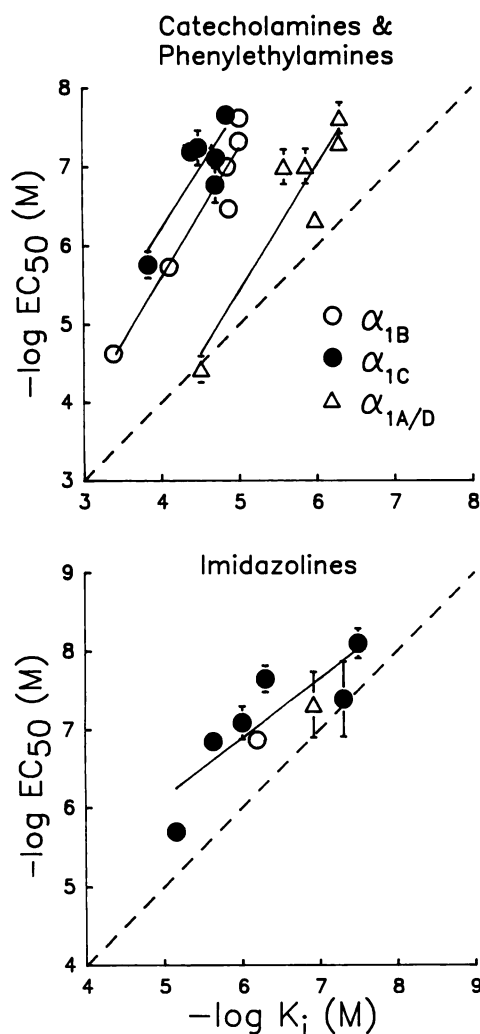 Catecholamines &
Phenylethylamines
8
7
6
5
4
3
3 4 5 6 7 8
−log EC50 (M)
α1B
α1C
α1A/D
Imidazolines
9
8
7
6
5
4
4 5 6 7 8 9
−log EC50 (M)
−log Ki (M)